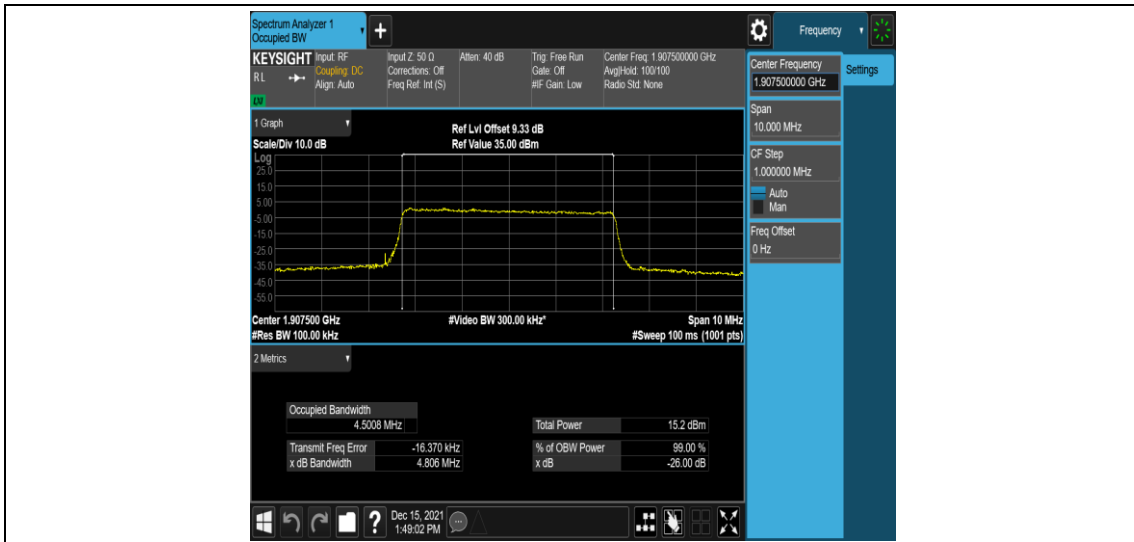 Spectrum Analyzer 1
Occupied BW
+
Frequency
KEYSIGHT
RL
LXI
Input: RF
Coupling: DC
Align: Auto
Input Z: 50 Ω
Corrections: Off
Freq Ref: Int (S)
Atten: 40 dB
Trig: Free Run
Gate: Off
#IF Gain: Low
Center Freq: 1.907500000 GHz
Avg|Hold: 100/100
Radio Std: None
Center Frequency
1.907500000 GHz
Settings
Span
10.000 MHz
CF Step
1.000000 MHz
Auto
Man
Freq Offset
0 Hz
1 Graph
Scale/Div 10.0 dB
Ref Lvl Offset 9.33 dB
Ref Value 35.00 dBm
Log
25.0
15.0
5.00
-5.00
-15.0
-25.0
-35.0
-45.0
-55.0
Center 1.907500 GHz
#Video BW 300.00 kHz*
Span 10 MHz
#Res BW 100.00 kHz
#Sweep 100 ms (1001 pts)
2 Metrics
Occupied Bandwidth
4.5008 MHz
Total Power 15.2 dBm
Transmit Freq Error -16.370 kHz
% of OBW Power 99.00 %
x dB Bandwidth 4.806 MHz
x dB -26.00 dB
?
Dec 15, 2021
1:49:02 PM